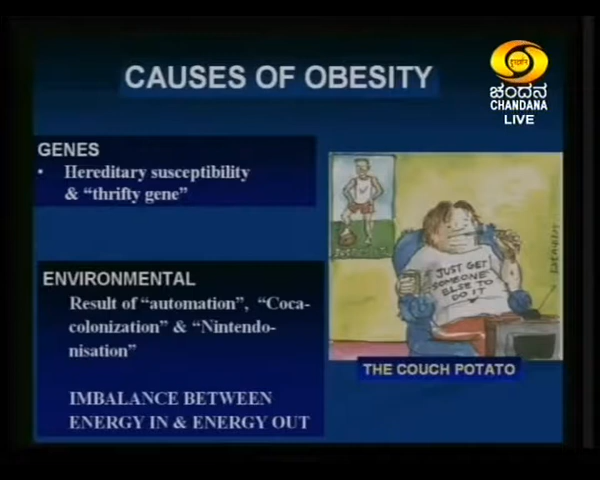 CAUSES OF OBESITY
ಚಂದನ
CHANDANA
LIVE
GENES
• Hereditary susceptibility
& “thrifty gene”
ENVIRONMENTAL
Result of “automation”, “Coca-
colonization” & “Nintendo-
nisation”
IMBALANCE BETWEEN
ENERGY IN & ENERGY OUT
JUST GET
SOMEONE
ELSE TO
DO IT
THE COUCH POTATO